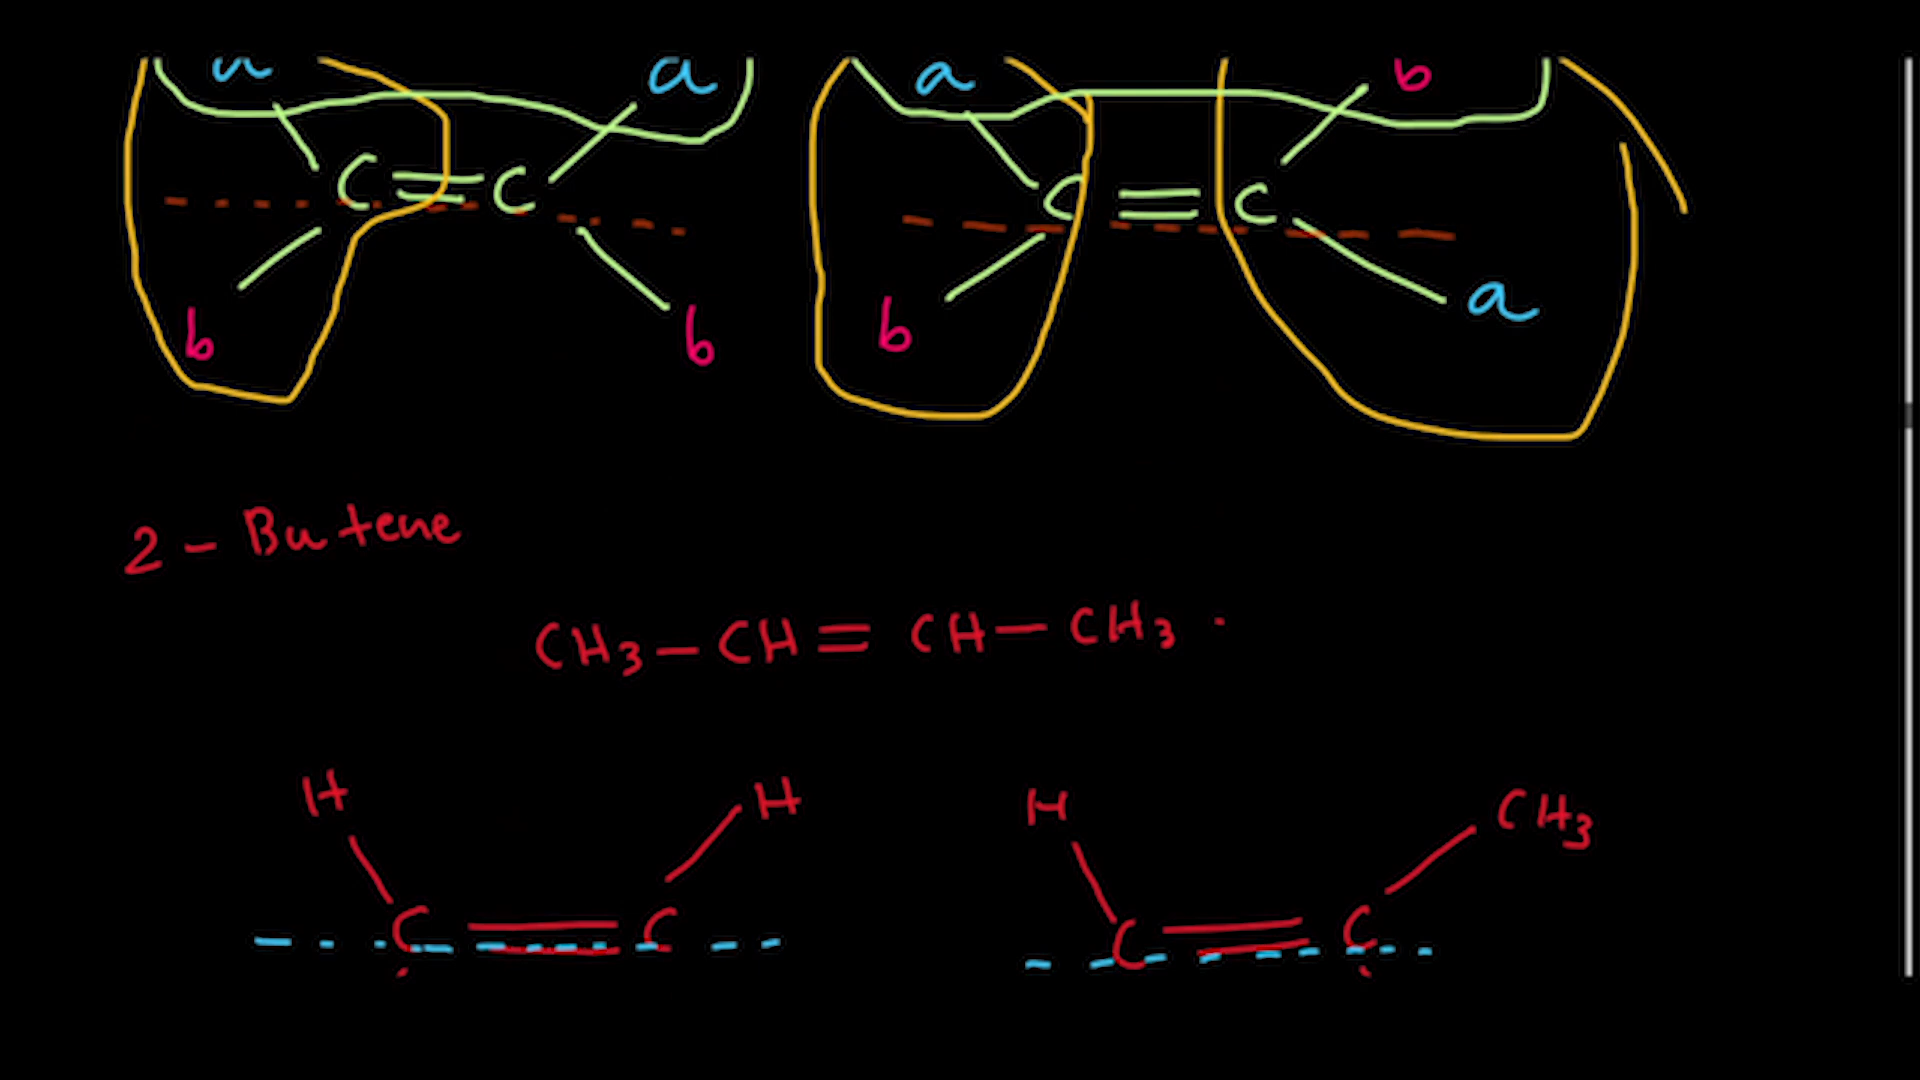 a a a b
C = C C = C
b b b a
2 - Butene
CH3 - CH = CH - CH3 .
H H H CH3
C = C C = C